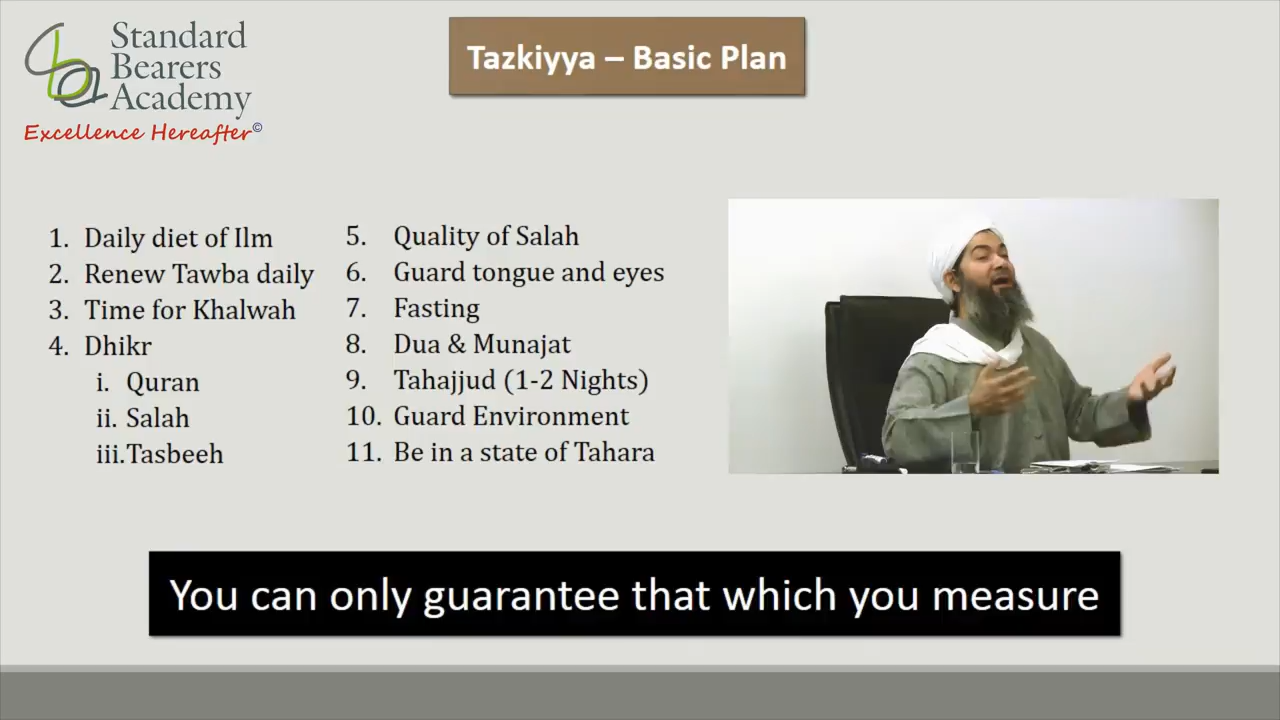 Standard
Bearers
Academy
Excellence Hereafter©
Tazkiyya – Basic Plan
1. Daily diet of Ilm
2. Renew Tawba daily
3. Time for Khalwah
4. Dhikr
i. Quran
ii. Salah
iii.Tasbeeh
5. Quality of Salah
6. Guard tongue and eyes
7. Fasting
8. Dua & Munajat
9. Tahajjud (1-2 Nights)
10. Guard Environment
11. Be in a state of Tahara
You can only guarantee that which you measure